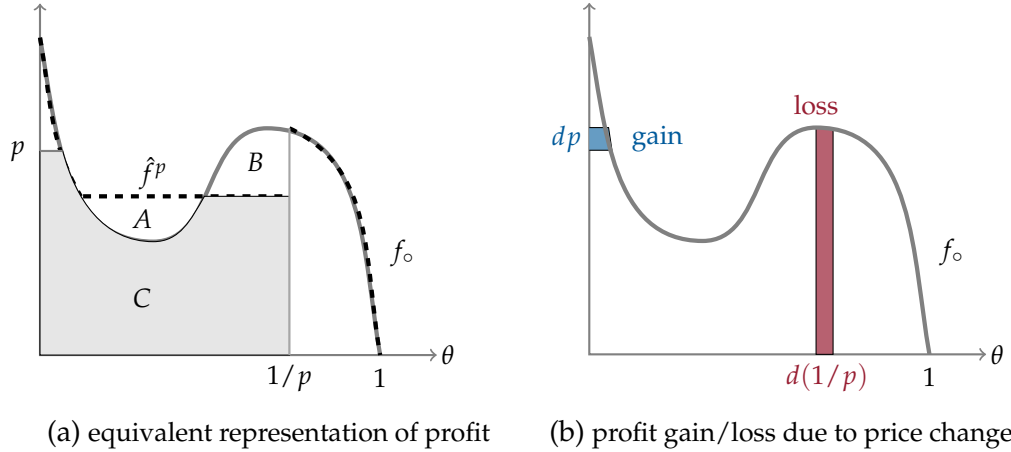 p
f̂ᵖ
A
B
C
f∘
1/p
1
θ
(a) equivalent representation of profit
loss
dp
gain
f∘
d(1/p)
1
θ
(b) profit gain/loss due to price change